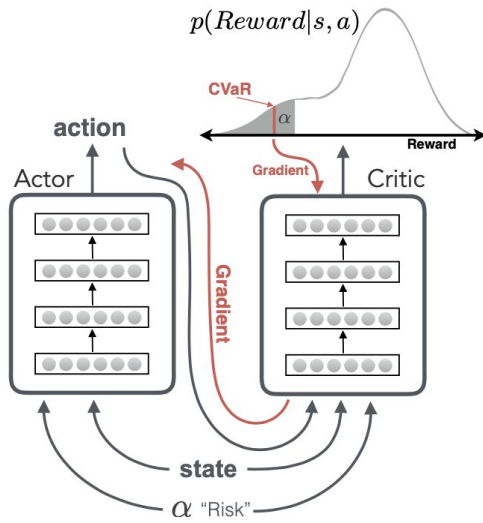 p(Reward|s, a)
CVaR
α
action
Reward
Gradient
Actor
Critic
Gradient
state
α “Risk”